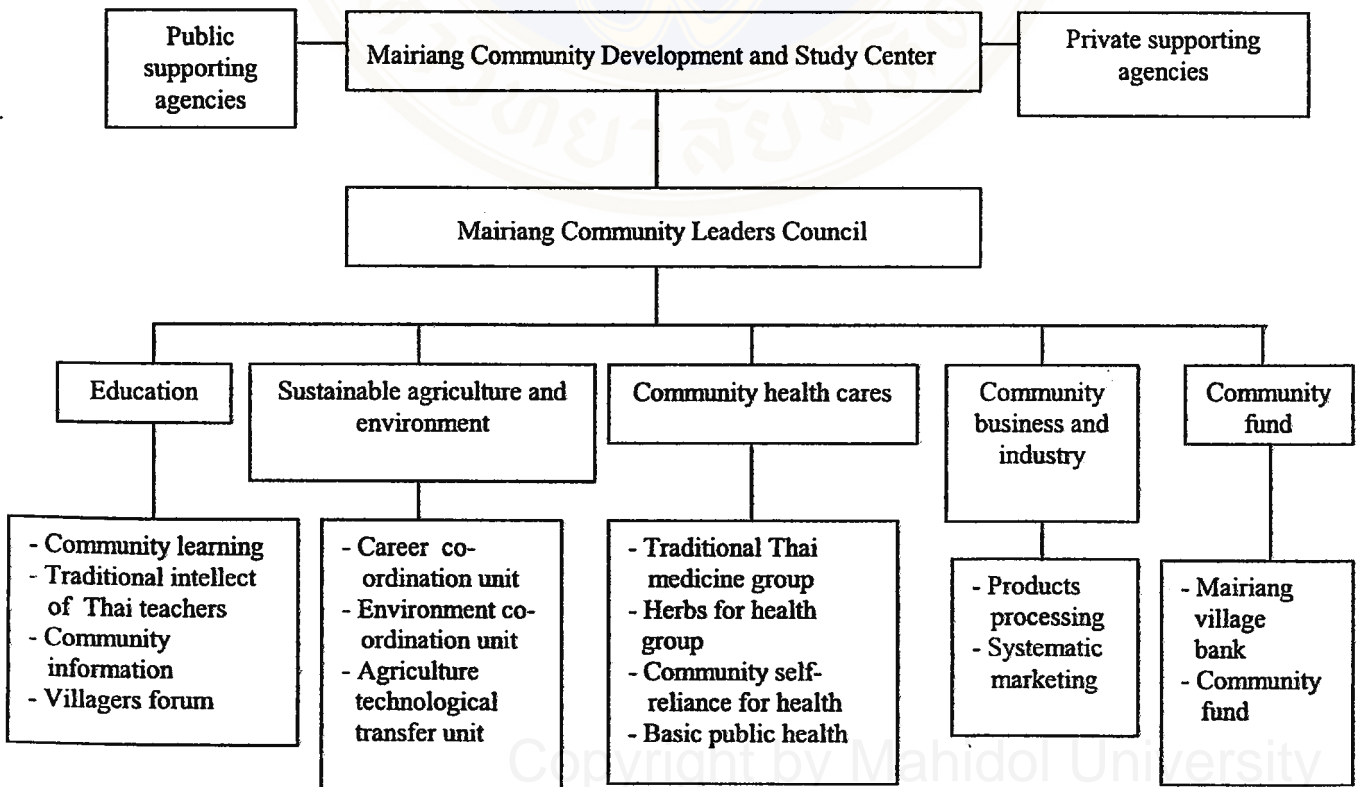 Public
supporting
agencies
Mairiang Community Development and Study Center
Private supporting
agencies
Mairiang Community Leaders Council
Education
Sustainable agriculture and
environment
Community health cares
Community
business and
industry
Community
fund
- Community learning
- Traditional intellect
of Thai teachers
- Community
information
- Villagers forum
- Career co-
ordination unit
- Environment co-
ordination unit
- Agriculture
technological
transfer unit
- Traditional Thai
medicine group
- Herbs for health
group
- Community self-
reliance for health
- Basic public health
- Products
processing
- Systematic
marketing
- Mairiang
village
bank
- Community
fund
Copyright by Mahidol University